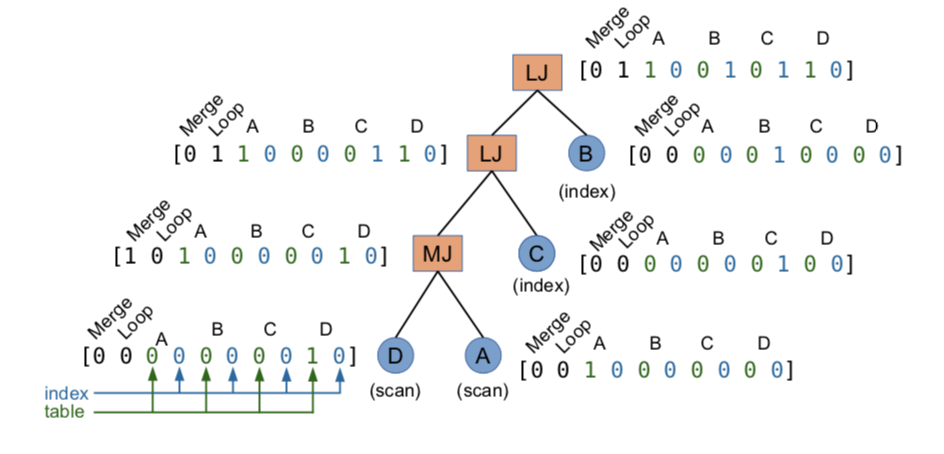 Merge Loop A B C D
LJ [0 1 1 0 0 1 0 1 1 0]
Merge Loop A B C D
[0 1 1 0 0 0 0 1 1 0] LJ
Merge Loop A B C D
B [0 0 0 0 0 1 0 0 0 0]
(index)
Merge Loop A B C D
[1 0 1 0 0 0 0 0 1 0] MJ
Merge Loop A B C D
C [0 0 0 0 0 0 0 1 0 0]
(index)
Merge Loop A B C D
[0 0 0 0 0 0 0 0 1 0] D
(scan)
Merge Loop A B C D
A [0 0 1 0 0 0 0 0 0 0]
(scan)
index
table